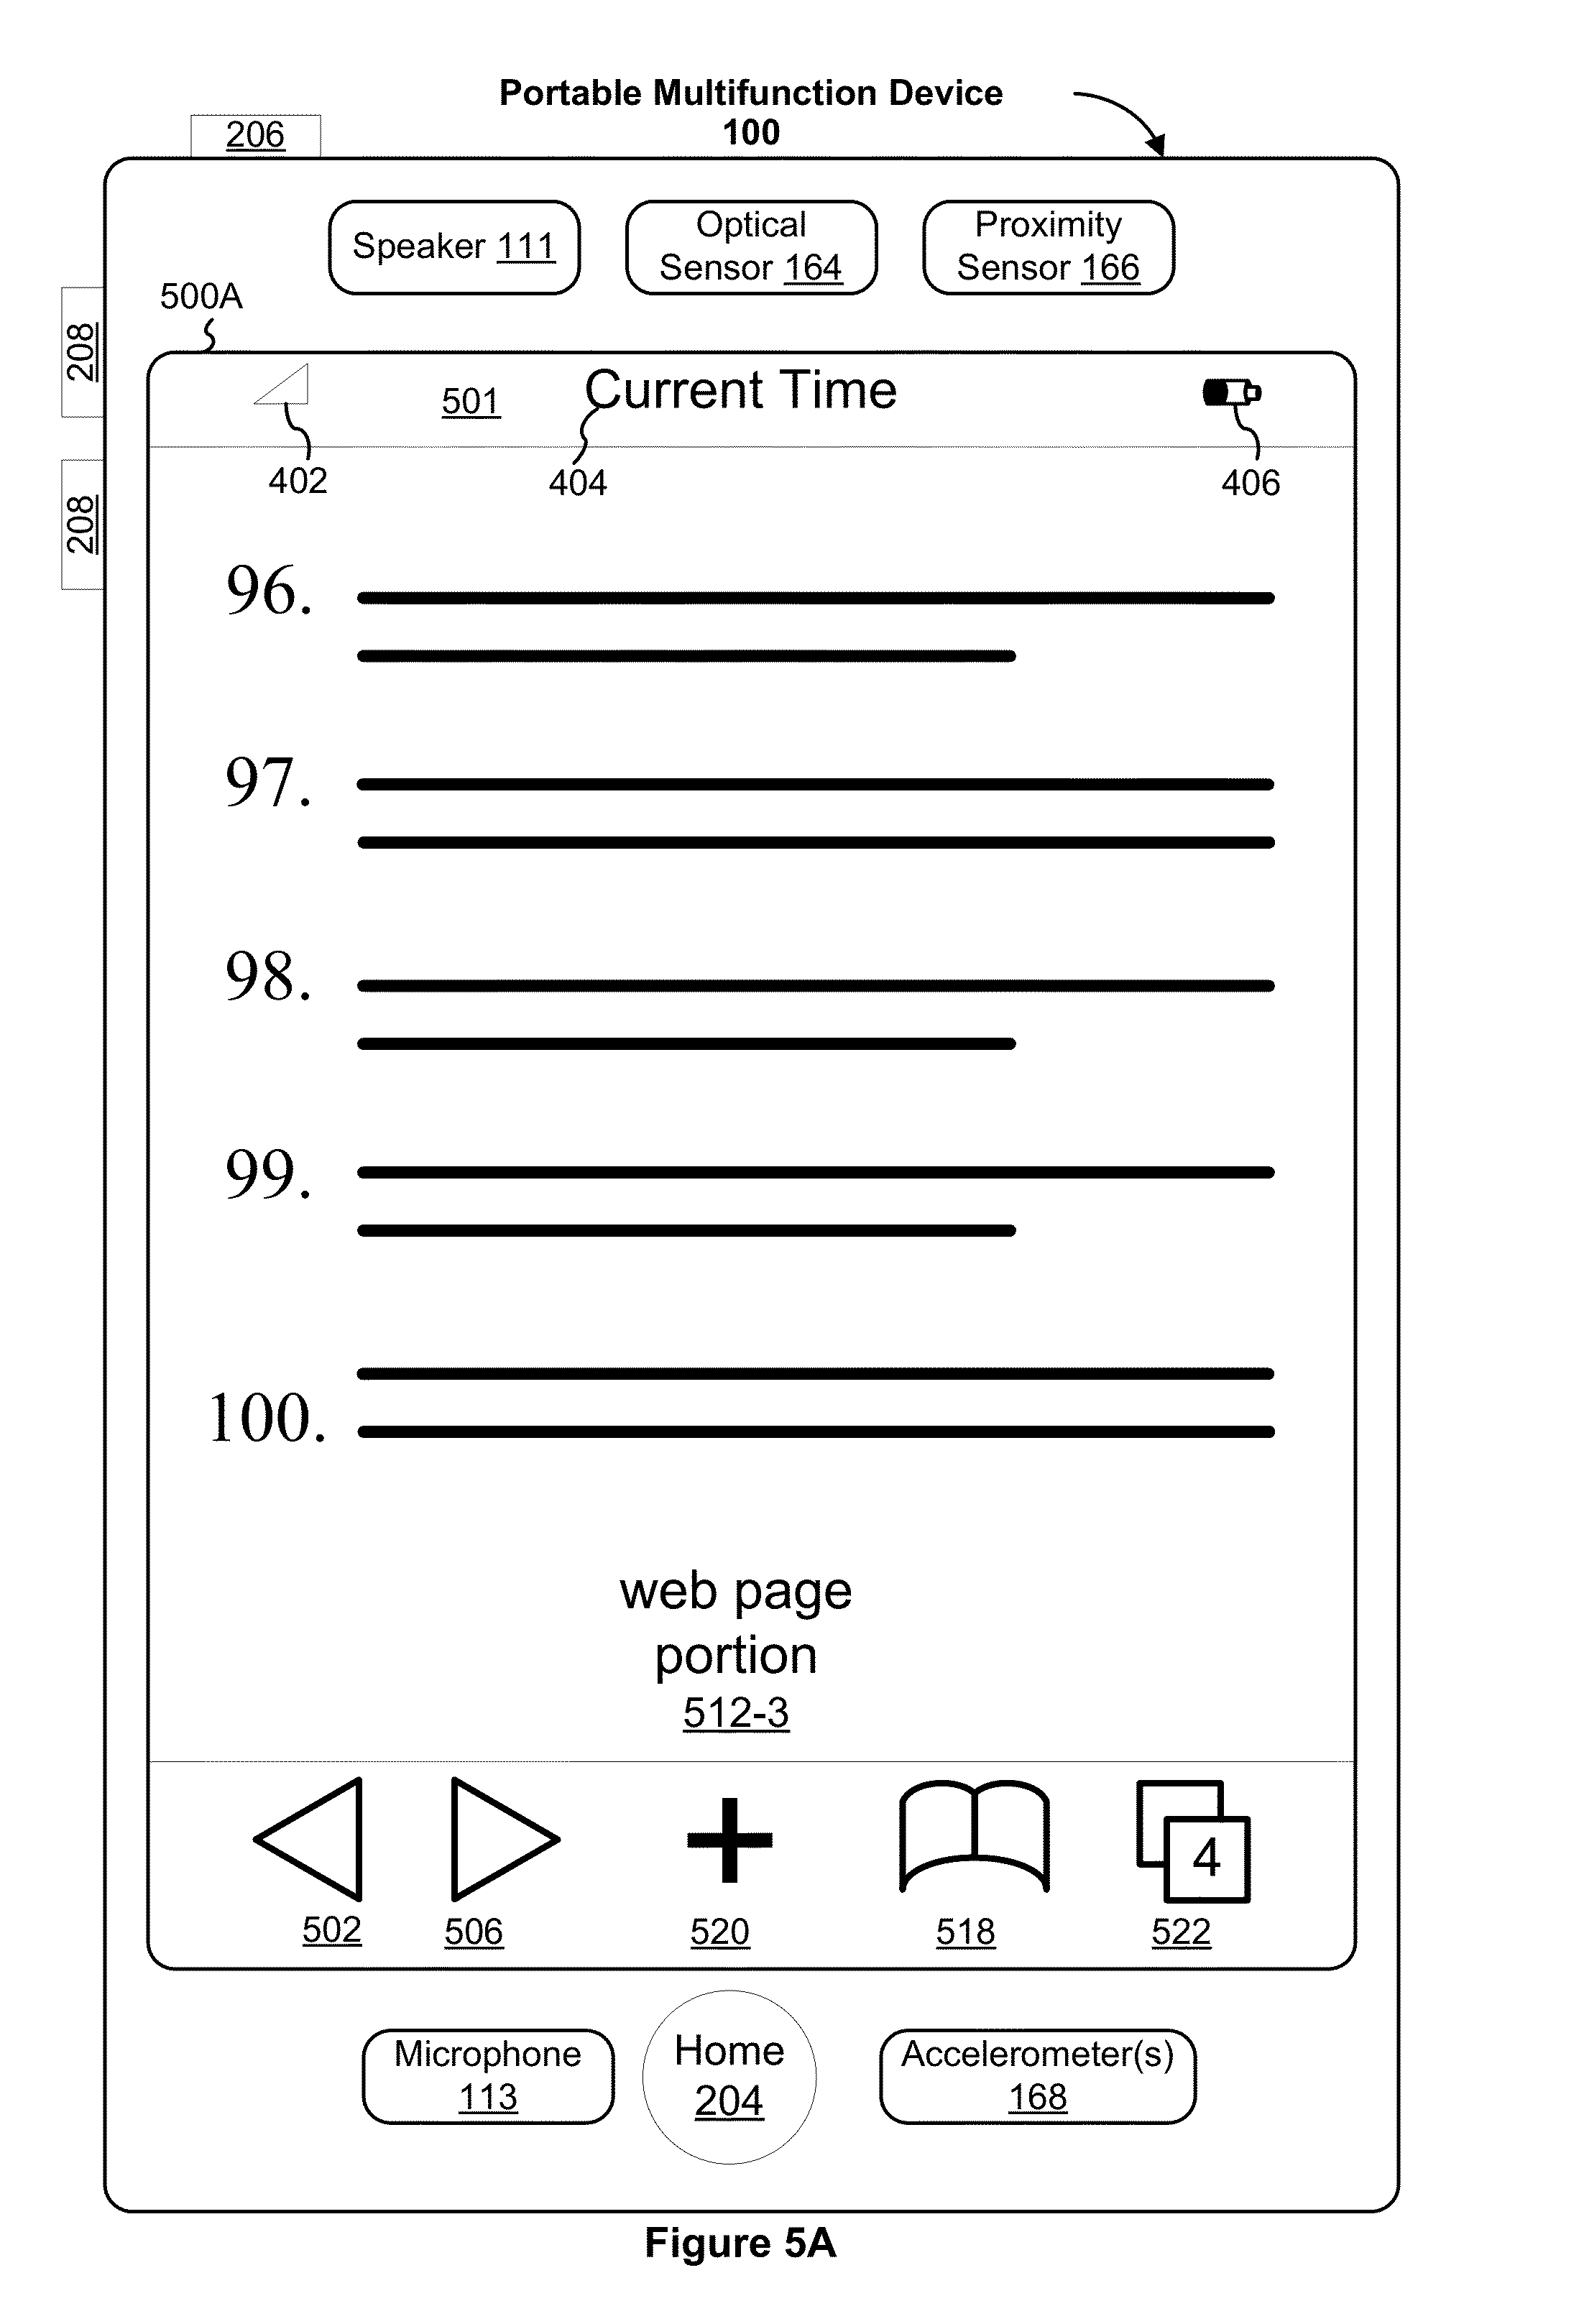 Portable Multifunction Device
100
206
Speaker 111
Optical
Sensor 164
Proximity
Sensor 166
500A
208
208
501
Current Time
402
404
406
96.
97.
98.
99.
100.
web page
portion
512-3
4
502
506
520
518
522
Microphone
113
Home
204
Accelerometer(s)
168
Figure 5A